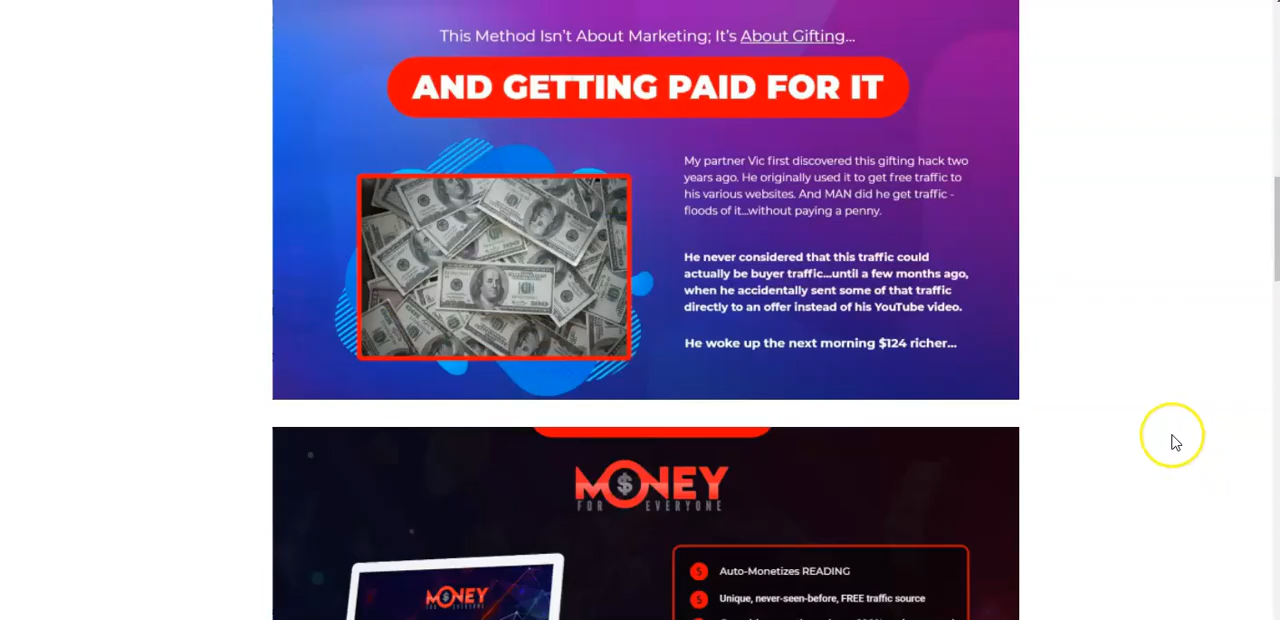 This Method Isn't About Marketing; It's About Gifting...
AND GETTING PAID FOR IT
My partner Vic first discovered this gifting hack two
years ago. He originally used it to get free traffic to
his various websites. And MAN did he get traffic -
floods of it...without paying a penny.
He never considered that this traffic could
actually be buyer traffic...until a few months ago,
when he accidentally sent some of that traffic
directly to an offer instead of his YouTube video.
He woke up the next morning $124 richer...
MONEY
FOR EVERYONE
Auto-Monetizes READING
MONEY
FOR EVERYONE
Unique, never-seen-before, FREE traffic source